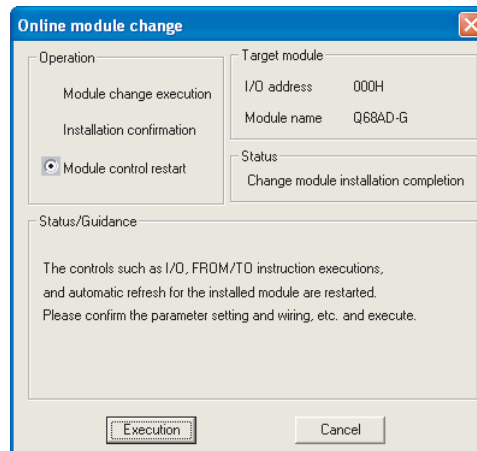 Online module change
Operation
Module change execution
Installation confirmation
Module control restart
Target module
I/O address 000H
Module name Q68AD-G
Status
Change module installation completion
Status/Guidance
The controls such as I/O, FROM/TO instruction executions,
and automatic refresh for the installed module are restarted.
Please confirm the parameter setting and wiring, etc. and execute.
Execution Cancel